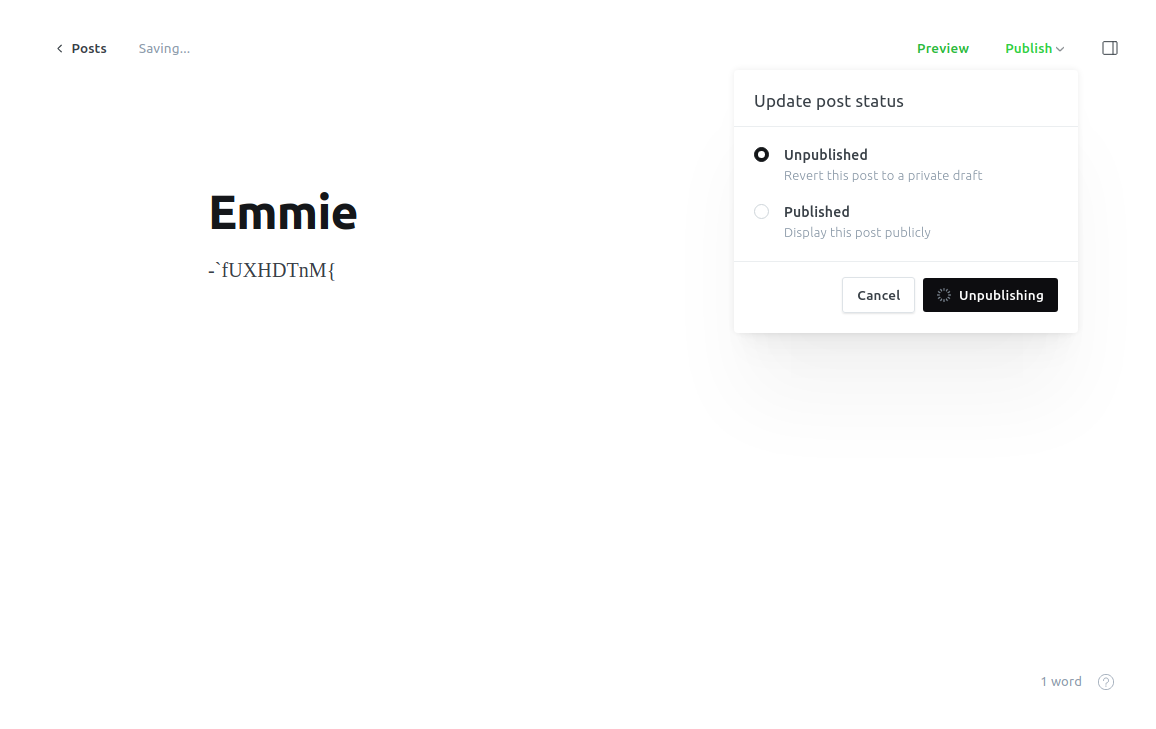 Posts
Saving...
Preview
Publish
Update post status
Unpublished
Revert this post to a private draft
Published
Display this post publicly
Cancel
Unpublishing
Emmie
-`fUXHDTnM{
1 word
?